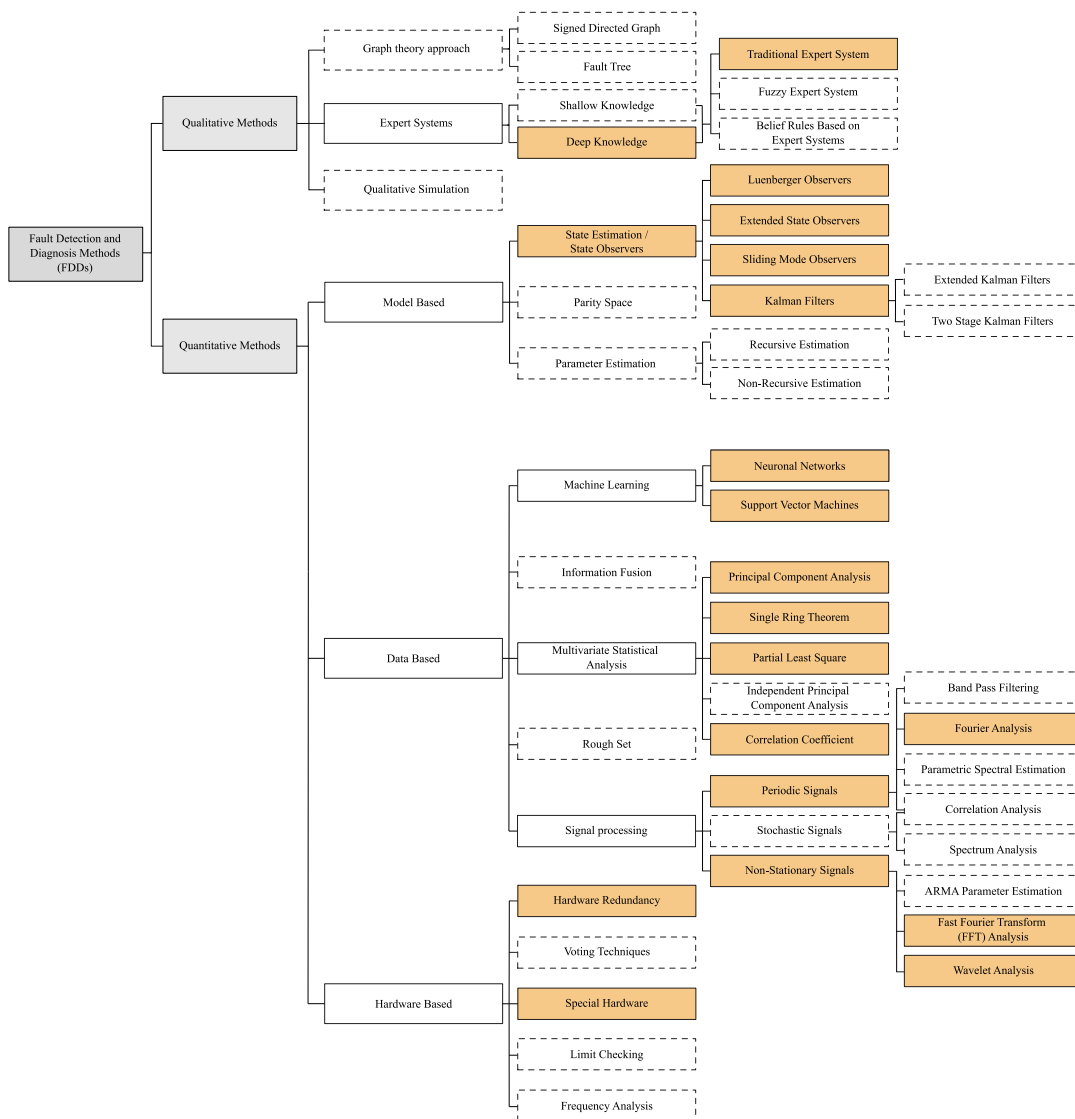 Fault Detection and
Diagnosis Methods
(FDDs)
Qualitative Methods
Graph theory approach
Signed Directed Graph
Fault Tree
Expert Systems
Shallow Knowledge
Deep Knowledge
Traditional Expert System
Fuzzy Expert System
Belief Rules Based on
Expert Systems
Qualitative Simulation
Quantitative Methods
Model Based
State Estimation /
State Observers
Luenberger Observers
Extended State Observers
Sliding Mode Observers
Kalman Filters
Extended Kalman Filters
Two Stage Kalman Filters
Parity Space
Parameter Estimation
Recursive Estimation
Non-Recursive Estimation
Data Based
Machine Learning
Neuronal Networks
Support Vector Machines
Information Fusion
Multivariate Statistical
Analysis
Principal Component Analysis
Single Ring Theorem
Partial Least Square
Independent Principal
Component Analysis
Correlation Coefficient
Rough Set
Signal processing
Periodic Signals
Band Pass Filtering
Fourier Analysis
Parametric Spectral Estimation
Stochastic Signals
Correlation Analysis
Spectrum Analysis
Non-Stationary Signals
ARMA Parameter Estimation
Fast Fourier Transform
(FFT) Analysis
Wavelet Analysis
Hardware Based
Hardware Redundancy
Voting Techniques
Special Hardware
Limit Checking
Frequency Analysis